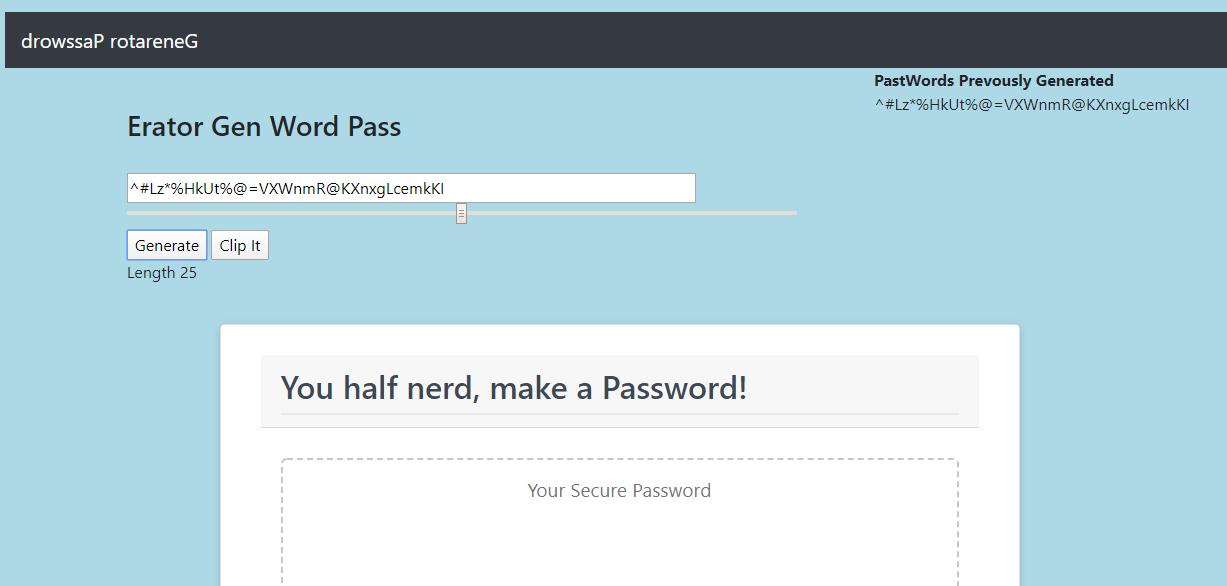 drowssaP rotareneG
PastWords Prevously Generated
^#Lz*%HkUt%@=VXWnmR@KXnxgLcemkKI
Erator Gen Word Pass
^#Lz*%HkUt%@=VXWnmR@KXnxgLcemkKI
Generate
Clip It
Length 25
You half nerd, make a Password!
Your Secure Password